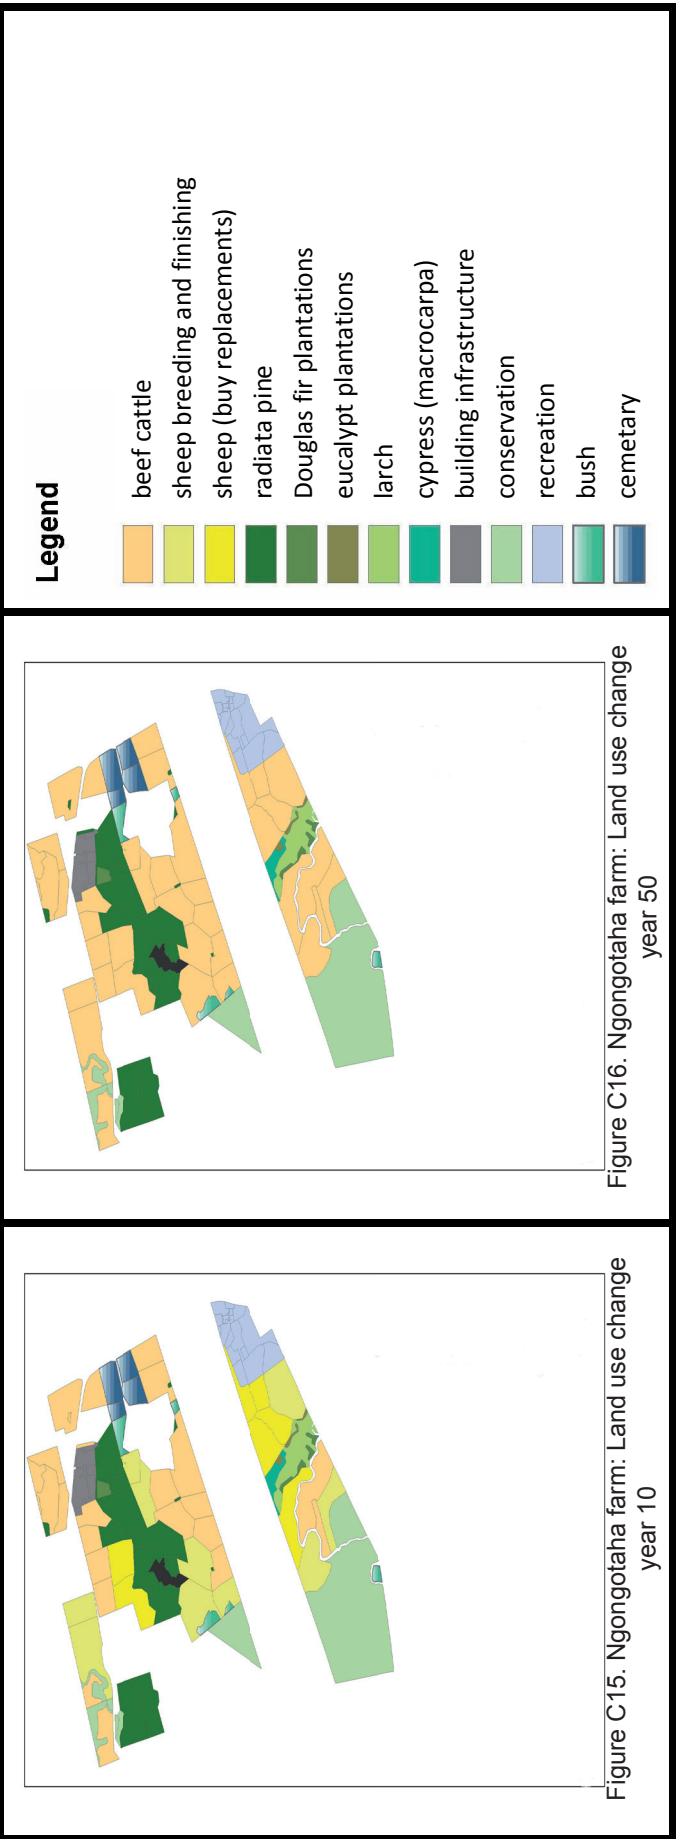 Figure C15. Ngongotaha farm: Land use change
year 10
Figure C16. Ngongotaha farm: Land use change
year 50
Legend
beef cattle
sheep breeding and finishing
sheep (buy replacements)
radiata pine
Douglas fir plantations
eucalypt plantations
larch
cypress (macrocarpa)
building infrastructure
conservation
recreation
bush
cemetary